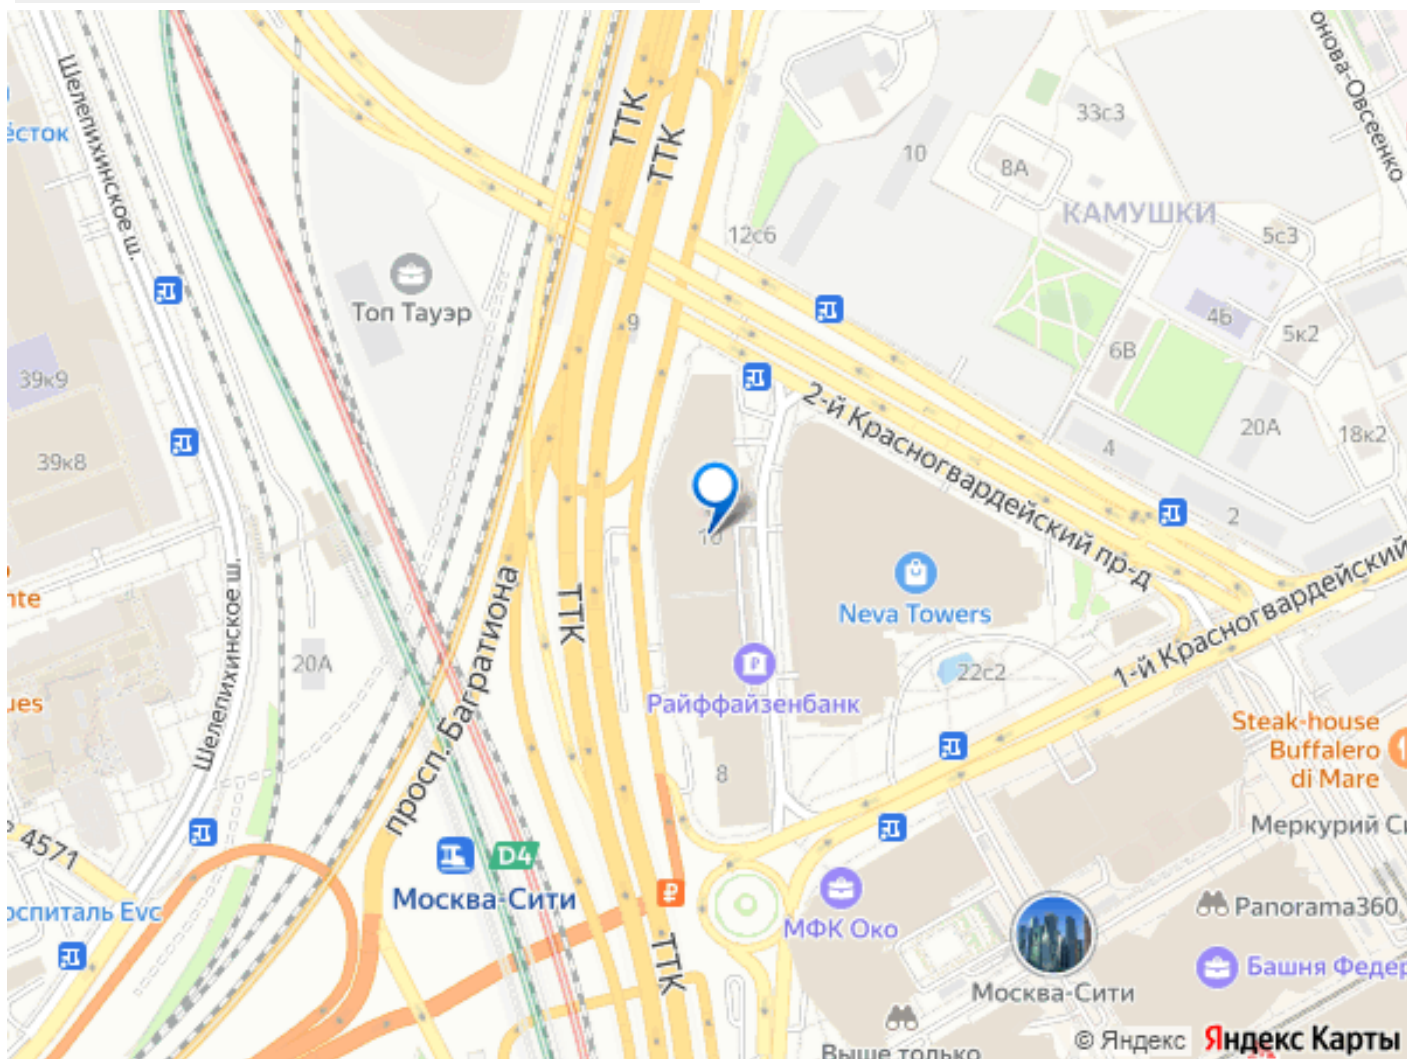 онова-Овсеенко
Шелепихинское ш.
ТТК
ТТК
ёсток
33с3
10
8А
КАМУШКИ
12с6
5с3
Топ Тауэр
9
4Б
5к2
6В
39к9
2-й Красногвардейский пр-д
20А
18к2
4
39к8
2
10
Neva Towers
1-й Красногвардейский
nte
просп. Багратиона
ТТК
Шелепихинское ш.
20А
22с2
ues
Райффайзенбанк
Steak-house
Buffalero
di Mare
8
Меркурий Си
4571
D4
Москва-Сити
МФК Око
Panorama360
оспиталь Evc
ТТК
Башня Федер
Москва-Сити
Выше только
© Яндекс Яндекс Карты